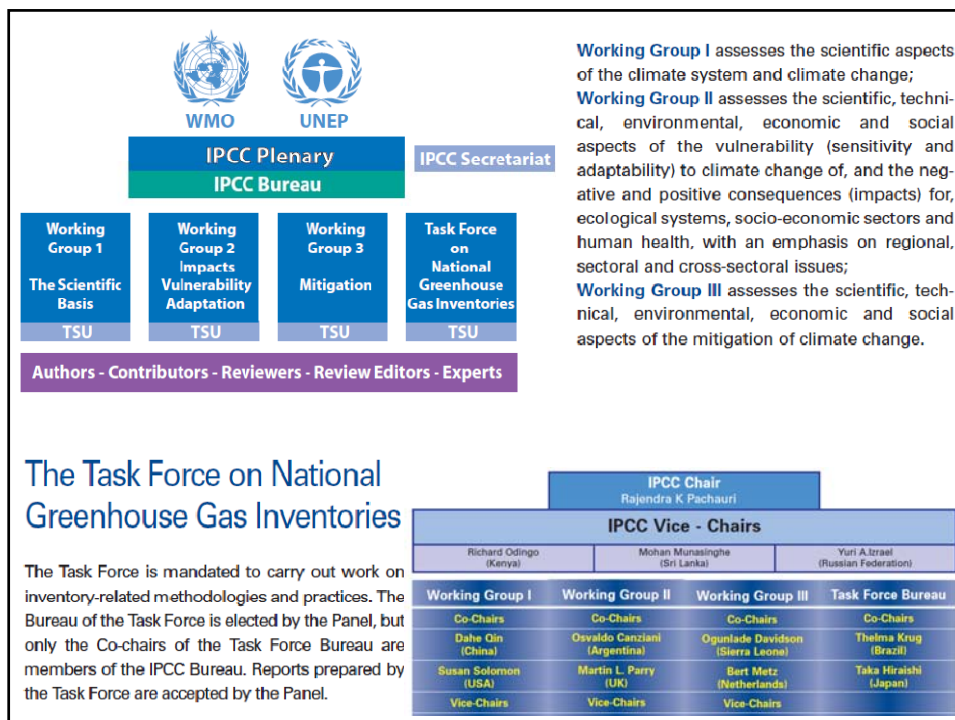 WMO
UNEP
IPCC Plenary
IPCC Bureau
IPCC Secretariat
Working
Group 1
The Scientific
Basis
TSU
Working
Group 2
Impacts
Vulnerability
Adaptation
TSU
Working
Group 3
Mitigation
TSU
Task Force
on
National
Greenhouse
Gas Inventories
TSU
Authors - Contributors - Reviewers - Review Editors - Experts
Working Group I assesses the scientific aspects
of the climate system and climate change;
Working Group II assesses the scientific, techni-
cal, environmental, economic and social
aspects of the vulnerability (sensitivity and
adaptability) to climate change of, and the neg-
ative and positive consequences (impacts) for,
ecological systems, socio-economic sectors and
human health, with an emphasis on regional,
sectoral and cross-sectoral issues;
Working Group III assesses the scientific, tech-
nical, environmental, economic and social
aspects of the mitigation of climate change.
The Task Force on National
Greenhouse Gas Inventories
The Task Force is mandated to carry out work on
inventory-related methodologies and practices. The
Bureau of the Task Force is elected by the Panel, but
only the Co-chairs of the Task Force Bureau are
members of the IPCC Bureau. Reports prepared by
the Task Force are accepted by the Panel.
IPCC Chair
Rajendra K Pachauri
IPCC Vice - Chairs
Richard Odingo
(Kenya)
Mohan Munasinghe
(Sri Lanka)
Yuri A.Izrael
(Russian Federation)
Working Group I
Co-Chairs
Dahe Qin
(China)
Susan Solomon
(USA)
Vice-Chairs
Working Group II
Co-Chairs
Osvaldo Canziani
(Argentina)
Martin L. Parry
(UK)
Vice-Chairs
Working Group III
Co-Chairs
Ogunlade Davidson
(Sierra Leone)
Bert Metz
(Netherlands)
Vice-Chairs
Task Force Bureau
Co-Chairs
Thelma Krug
(Brazil)
Taka Hiraishi
(Japan)